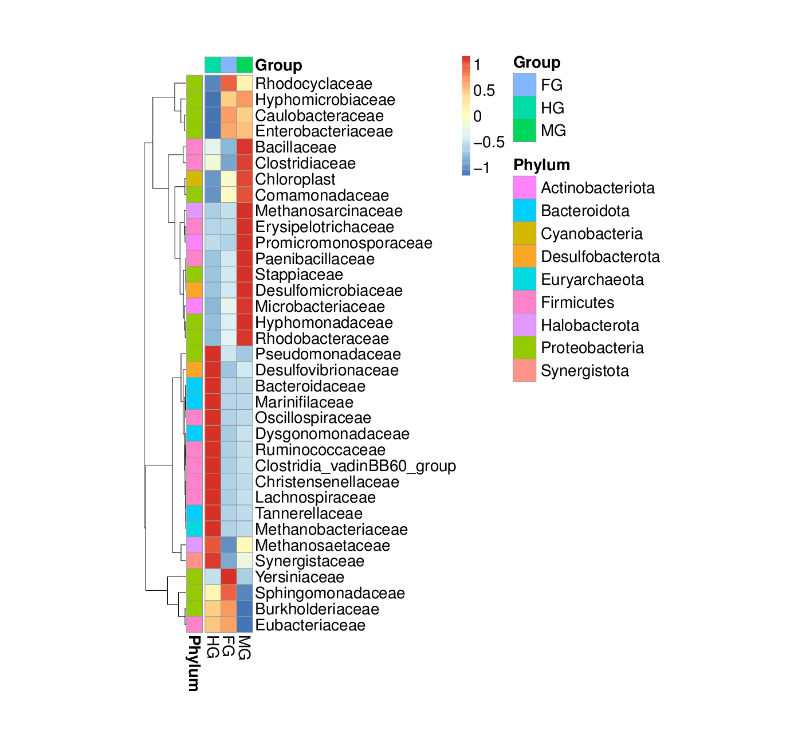 Group
Rhodocyclaceae
Hyphomicrobiaceae
Caulobacteraceae
Enterobacteriaceae
Bacillaceae
Clostridiaceae
Chloroplast
Comamonadaceae
Methanosarcinaceae
Erysipelotrichaceae
Promicromonosporaceae
Paenibacillaceae
Stappiaceae
Desulfomicrobiaceae
Microbacteriaceae
Hyphomonadaceae
Rhodobacteraceae
Pseudomonadaceae
Desulfovibrionaceae
Bacteroidaceae
Marinifilaceae
Oscillospiraceae
Dysgonomonadaceae
Ruminococcaceae
Clostridia_vadinBB60_group
Christensenellaceae
Lachnospiraceae
Tannerellaceae
Methanobacteriaceae
Methanosaetaceae
Synergistaceae
Yersiniaceae
Sphingomonadaceae
Burkholderiaceae
Eubacteriaceae
Phylum
HG
FG
MG
1
0.5
0
−0.5
−1
Group
FG
HG
MG
Phylum
Actinobacteriota
Bacteroidota
Cyanobacteria
Desulfobacterota
Euryarchaeota
Firmicutes
Halobacterota
Proteobacteria
Synergistota